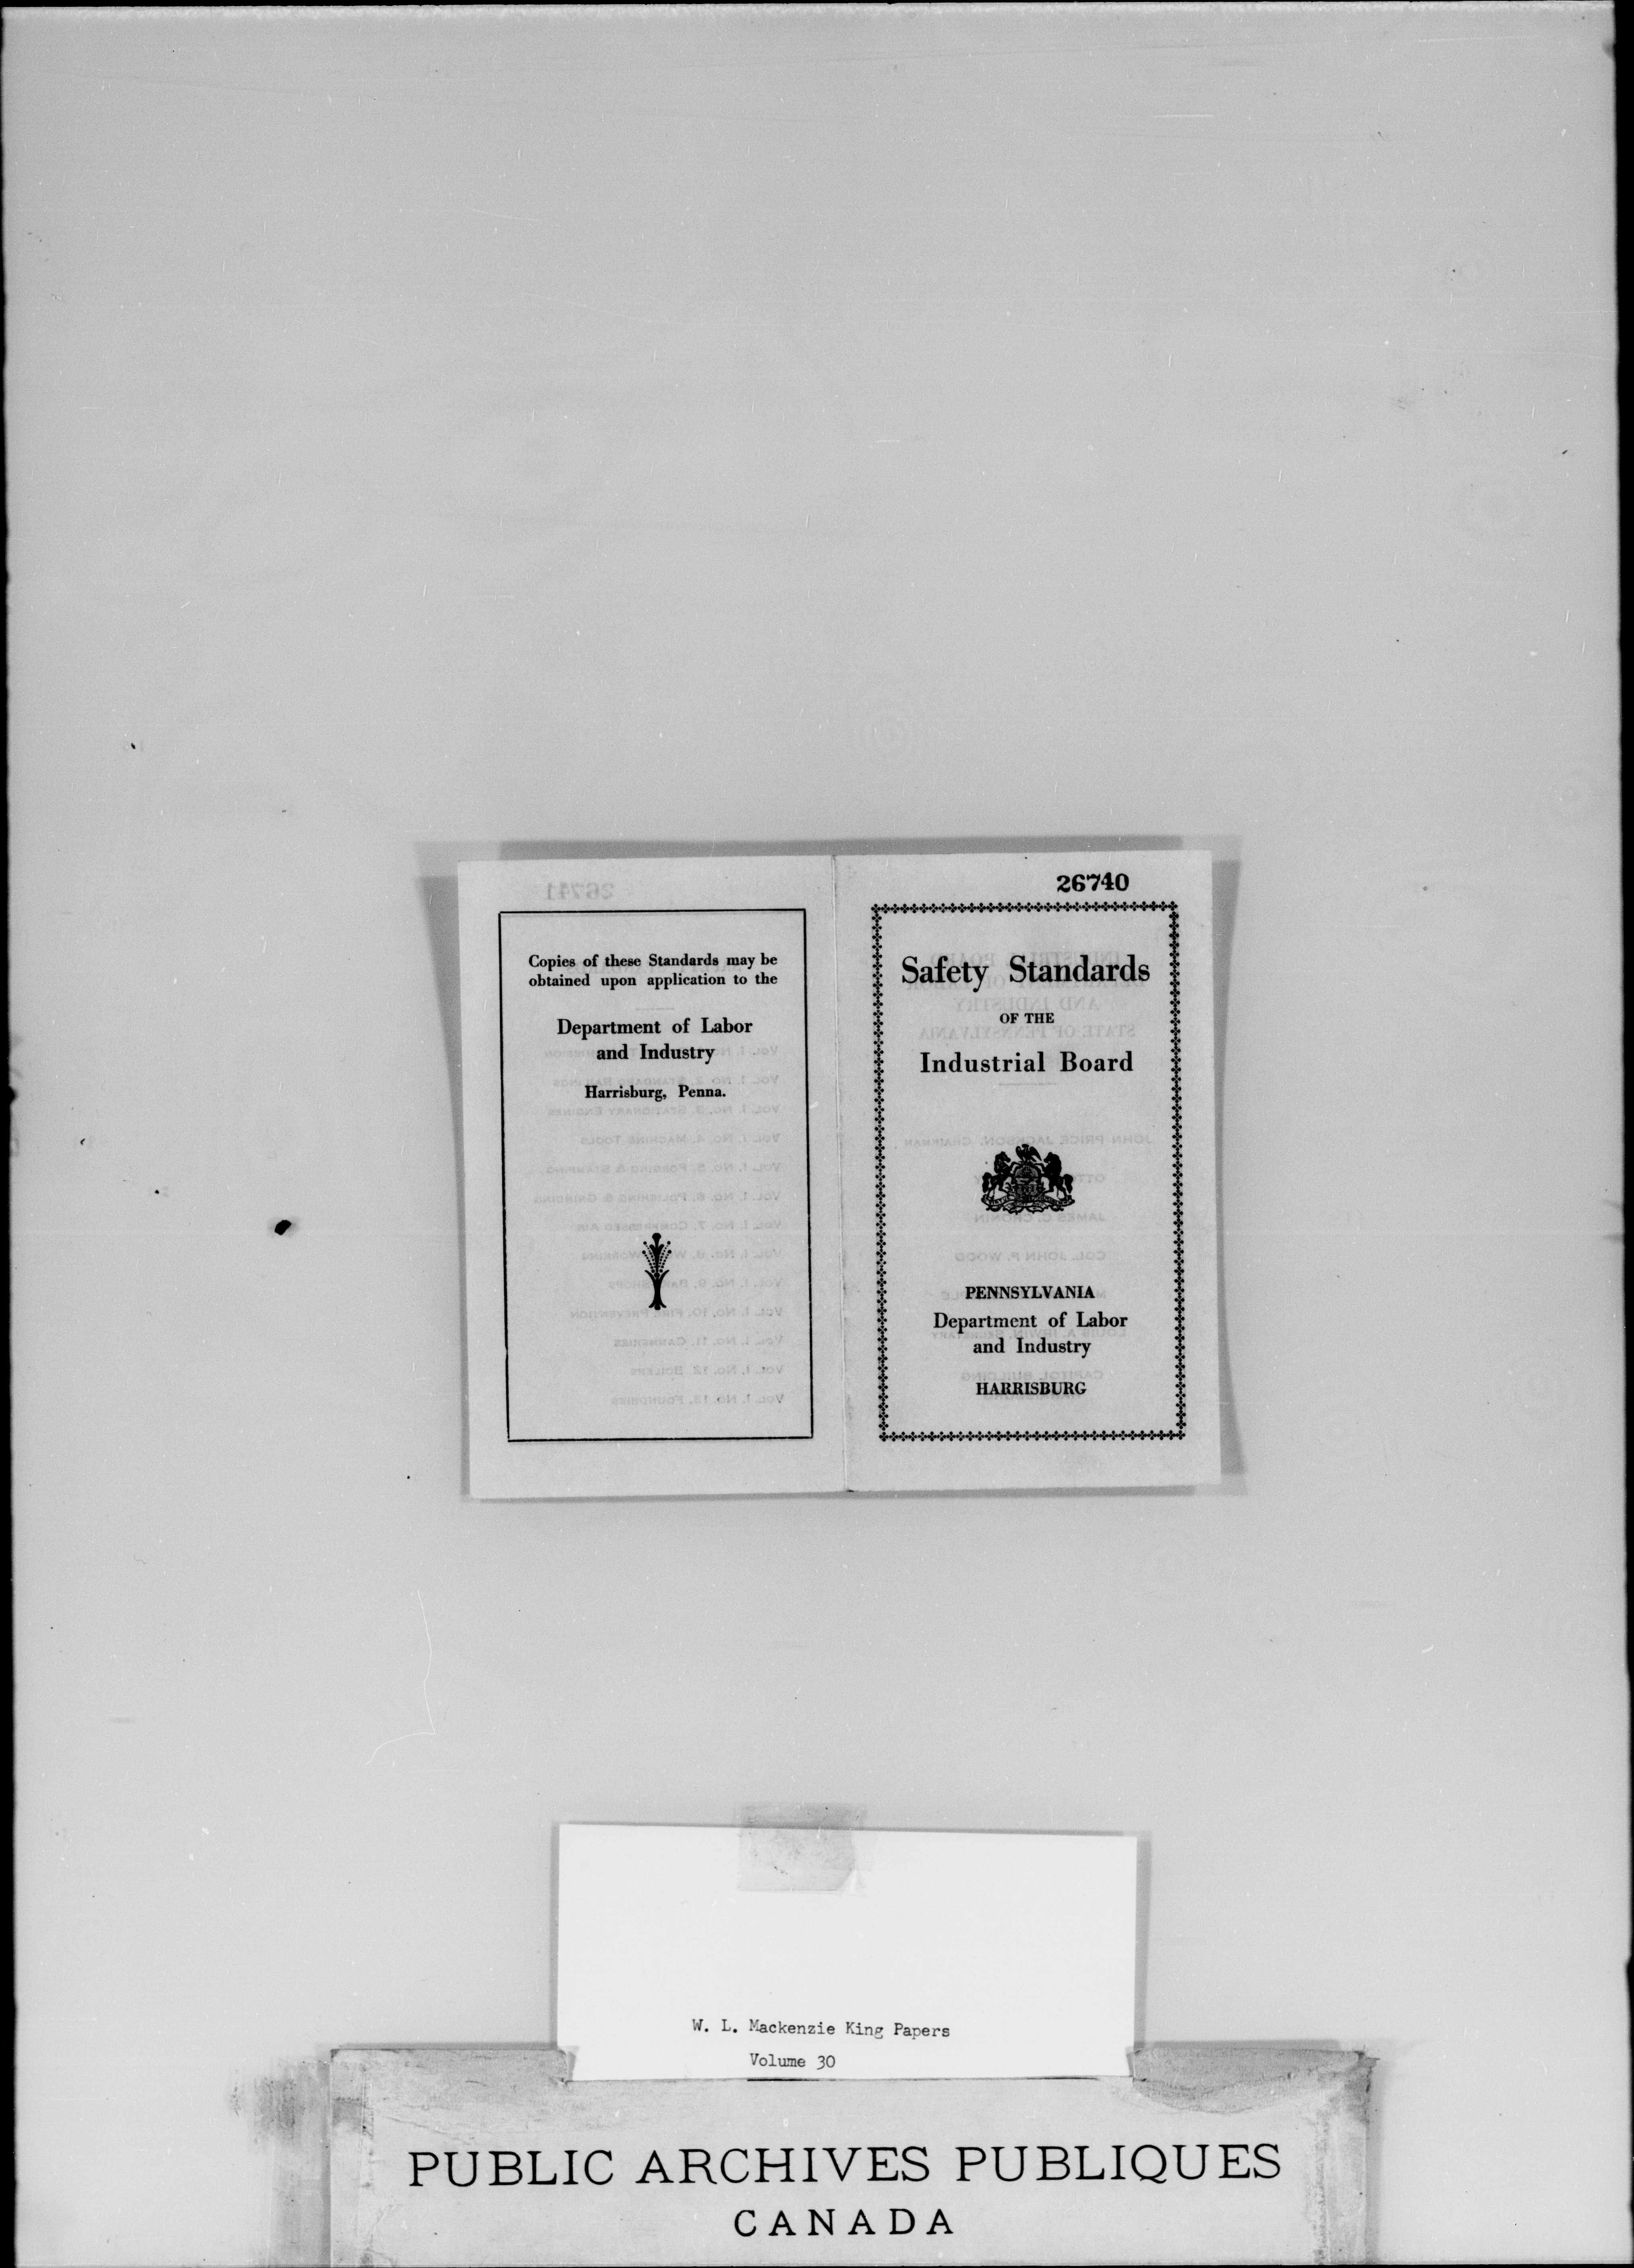 Copies of these Standards may be
obtained upon application to the
Department of Labor
and Industry
Harrisburg, Penna.
26740
Safety Standards
OF THE
Industrial Board
PENNSYLVANIA
Department of Labor
and Industry
HARRISBURG
W. L. Mackenzie King Papers
Volume 30
PUBLIC ARCHIVES PUBLIQUES
CANADA